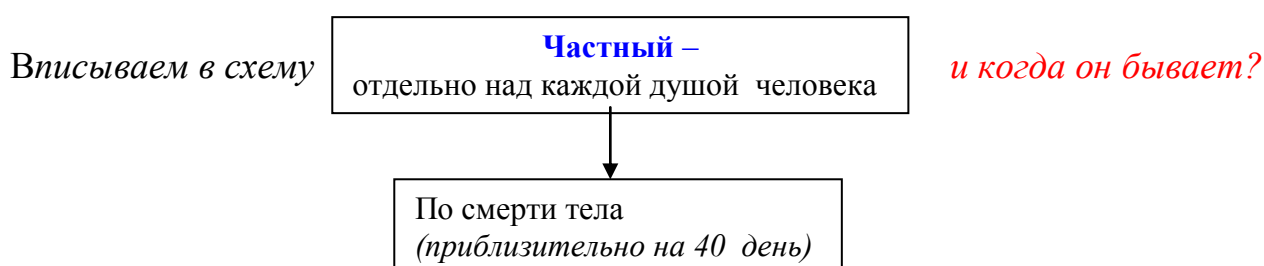 Вписываем в схему
Частный –
отдельно над каждой душой человека
и когда он бывает?
По смерти тела
(приблизительно на 40 день)